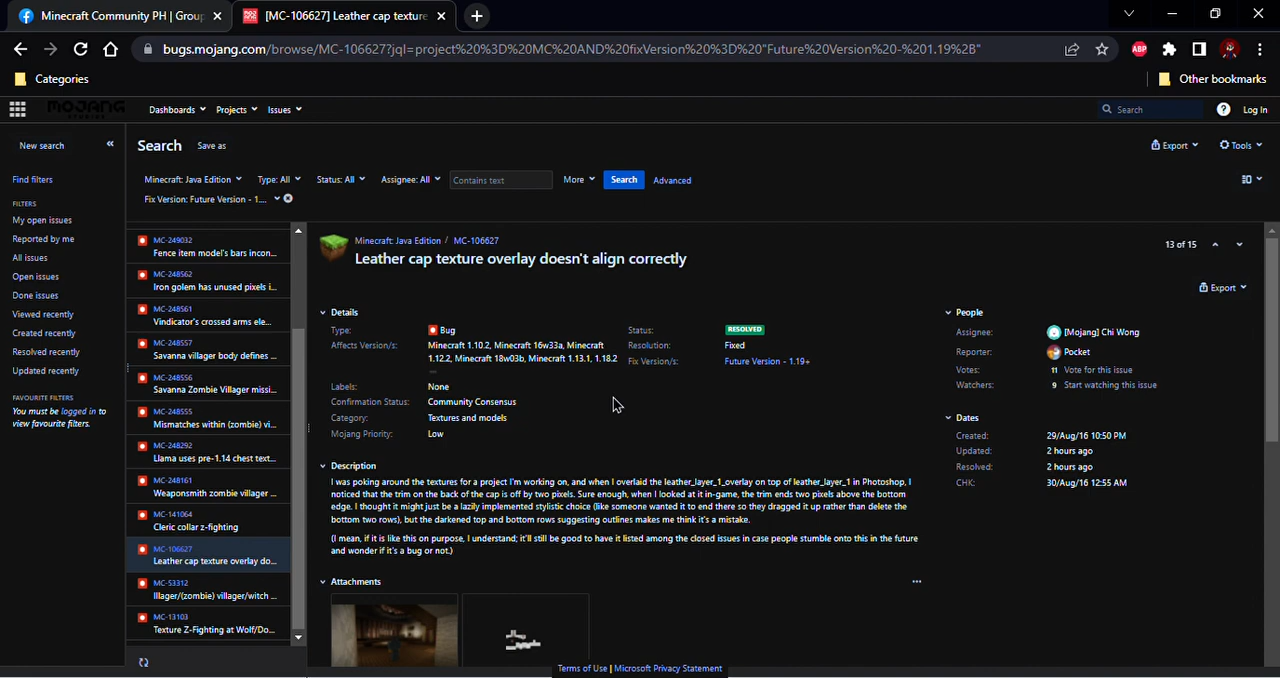 Minecraft Community PH | Group
[MC-106627] Leather cap texture
bugs.mojang.com/browse/MC-106627?jql=project%20%3D%20MC%20AND%20fixVersion%20%3D%20"Future%20Version%20-%201.19%2B"
ABP
Categories
Other bookmarks
MOJANG
STUDIOS
Dashboards
Projects
Issues
Search
?
Log In
New search
«
Search
Save as
Export
Tools
Find filters
Minecraft: Java Edition
Type: All
Status: All
Assignee: All
Contains text
More
Search
Advanced
Fix Version: Future Version - 1....
FILTERS
My open issues
Reported by me
All issues
Open issues
Done issues
Viewed recently
Created recently
Resolved recently
Updated recently
FAVOURITE FILTERS
You must be logged in to
view favourite filters.
MC-249032
Fence item model's bars incon...
MC-248562
Iron golem has unused pixels i...
MC-248561
Vindicator's crossed arms ele...
MC-248557
Savanna villager body defines ...
MC-248556
Savanna Zombie Villager missi...
MC-248555
Mismatches within (zombie) vi...
MC-248292
Llama uses pre-1.14 chest text...
MC-248161
Weaponsmith zombie villager ...
MC-141064
Cleric collar z-fighting
MC-106627
Leather cap texture overlay do...
MC-53312
Illager/(zombie) villager/witch ...
MC-13103
Texture Z-Fighting at Wolf/Do...
Minecraft: Java Edition / MC-106627
Leather cap texture overlay doesn't align correctly
13 of 15
Export
Details
Type: Bug
Status: RESOLVED
Affects Version/s: Minecraft 1.10.2, Minecraft 16w33a, Minecraft
1.12.2, Minecraft 18w03b, Minecraft 1.13.1, 1.18.2
...
Resolution: Fixed
Fix Version/s: Future Version - 1.19+
Labels: None
Confirmation Status: Community Consensus
Category: Textures and models
Mojang Priority: Low
Description
I was poking around the textures for a project I'm working on, and when I overlaid the leather_layer_1_overlay on top of leather_layer_1 in Photoshop, I
noticed that the trim on the back of the cap is off by two pixels. Sure enough, when I looked at it in-game, the trim ends two pixels above the bottom
edge. I thought it might just be a lazily implemented stylistic choice (like someone wanted it to end there so they dragged it up rather than delete the
bottom two rows), but the darkened top and bottom rows suggesting outlines makes me think it's a mistake.
(I mean, if it is like this on purpose, I understand; it'll still be good to have it listed among the closed issues in case people stumble onto this in the future
and wonder if it's a bug or not.)
Attachments
...
People
Assignee: [Mojang] Chi Wong
Reporter: Pocket
Votes: 11 Vote for this issue
Watchers: 9 Start watching this issue
Dates
Created: 29/Aug/16 10:50 PM
Updated: 2 hours ago
Resolved: 2 hours ago
CHK: 30/Aug/16 12:55 AM
Terms of Use | Microsoft Privacy Statement